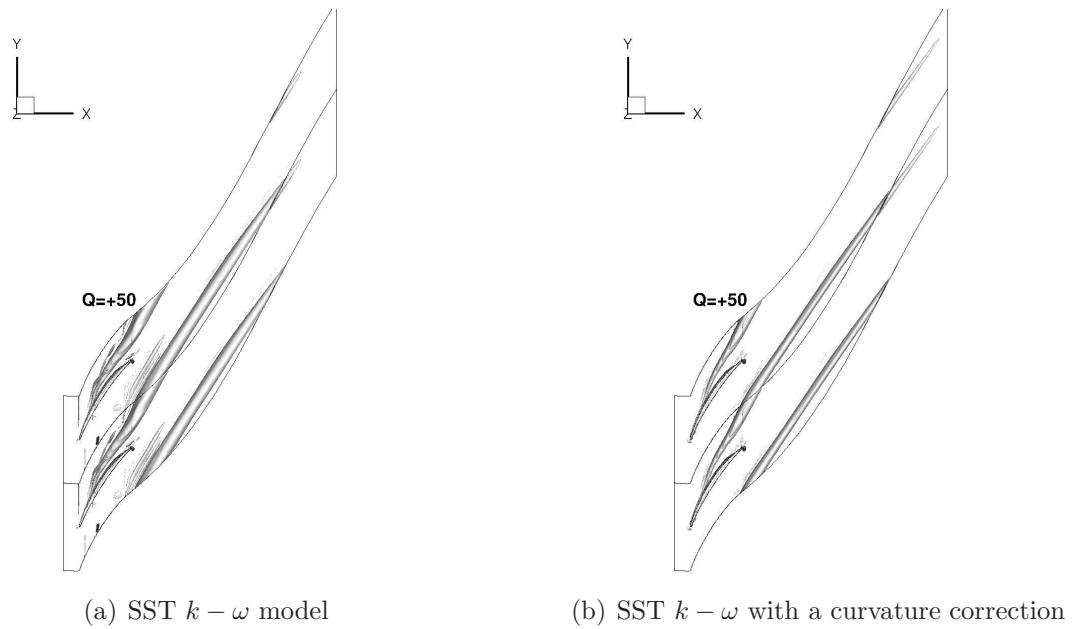 Y
Z X
Q=+50
(a) SST k − ω model
Y
Z X
Q=+50
(b) SST k − ω with a curvature correction